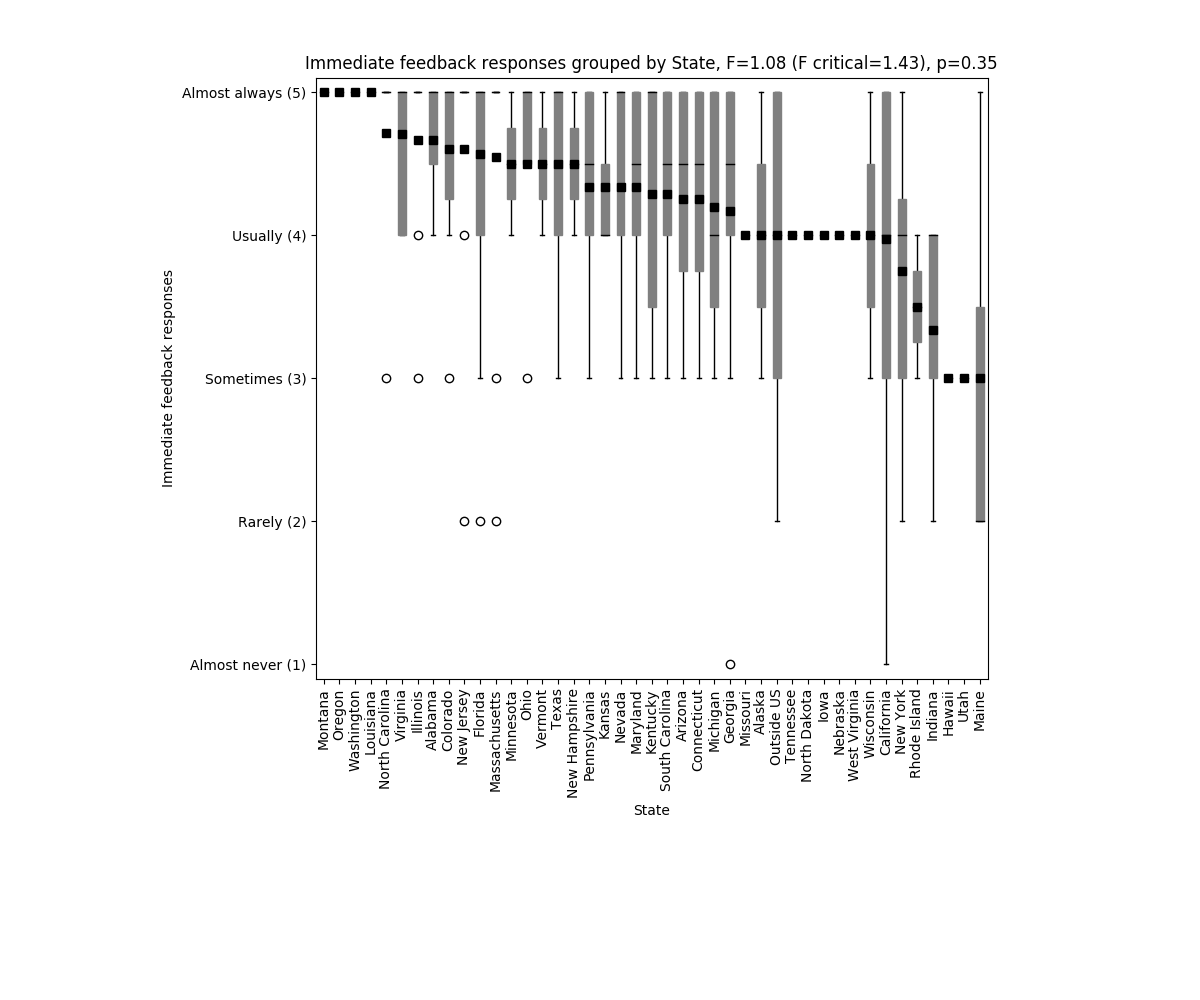 Immediate feedback responses grouped by State, F=1.08 (F critical=1.43), p=0.35
Immediate feedback responses
Almost always (5)
Usually (4)
Sometimes (3)
Rarely (2)
Almost never (1)
Montana
Oregon
Washington
Louisiana
North Carolina
Virginia
Illinois
Alabama
Colorado
New Jersey
Florida
Massachusetts
Minnesota
Ohio
Vermont
Texas
New Hampshire
Pennsylvania
Kansas
Nevada
Maryland
Kentucky
South Carolina
Arizona
Connecticut
Michigan
Georgia
Missouri
Alaska
Outside US
Tennessee
North Dakota
Iowa
Nebraska
West Virginia
Wisconsin
California
New York
Rhode Island
Indiana
Hawaii
Utah
Maine
State